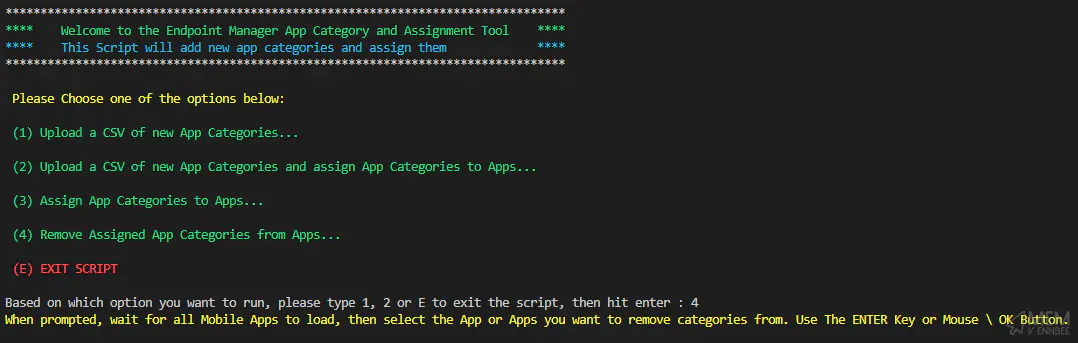 ********************************************************************************
****    Welcome to the Endpoint Manager App Category and Assignment Tool    ****
****    This Script will add new app categories and assign them             ****
********************************************************************************
Please Choose one of the options below:
(1) Upload a CSV of new App Categories...
(2) Upload a CSV of new App Categories and assign App Categories to Apps...
(3) Assign App Categories to Apps...
(4) Remove Assigned App Categories from Apps...
(E) EXIT SCRIPT
Based on which option you want to run, please type 1, 2 or E to exit the script, then hit enter : 4
When prompted, wait for all Mobile Apps to load, then select the App or Apps you want to remove categories from. Use The ENTER Key or Mouse \ OK Button.
MEM
V ENNBEE